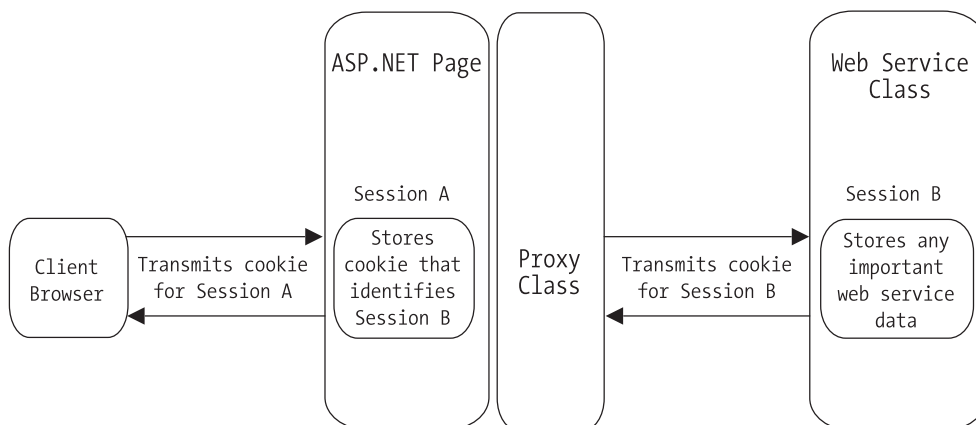 ASP.NET Page
Web Service
Class
Session A
Session B
Client
Browser
Transmits cookie
for Session A
Stores
cookie that
identifies
Session B
Proxy
Class
Transmits cookie
for Session B
Stores any
important
web service
data